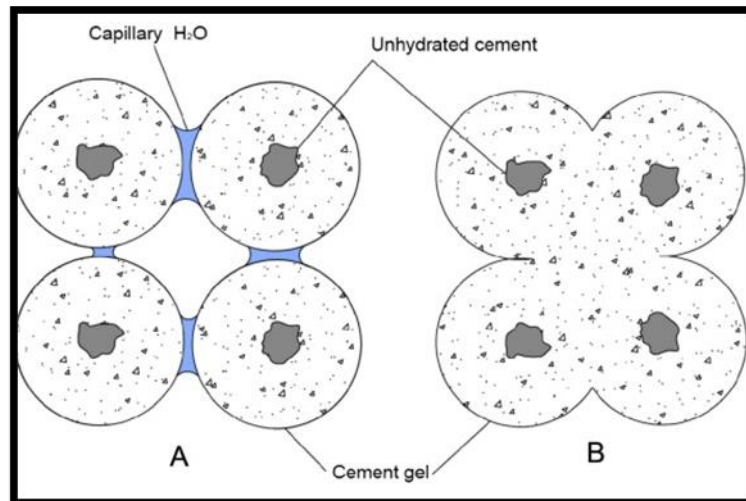 Capillary H₂O
Unhydrated cement
A
B
Cement gel